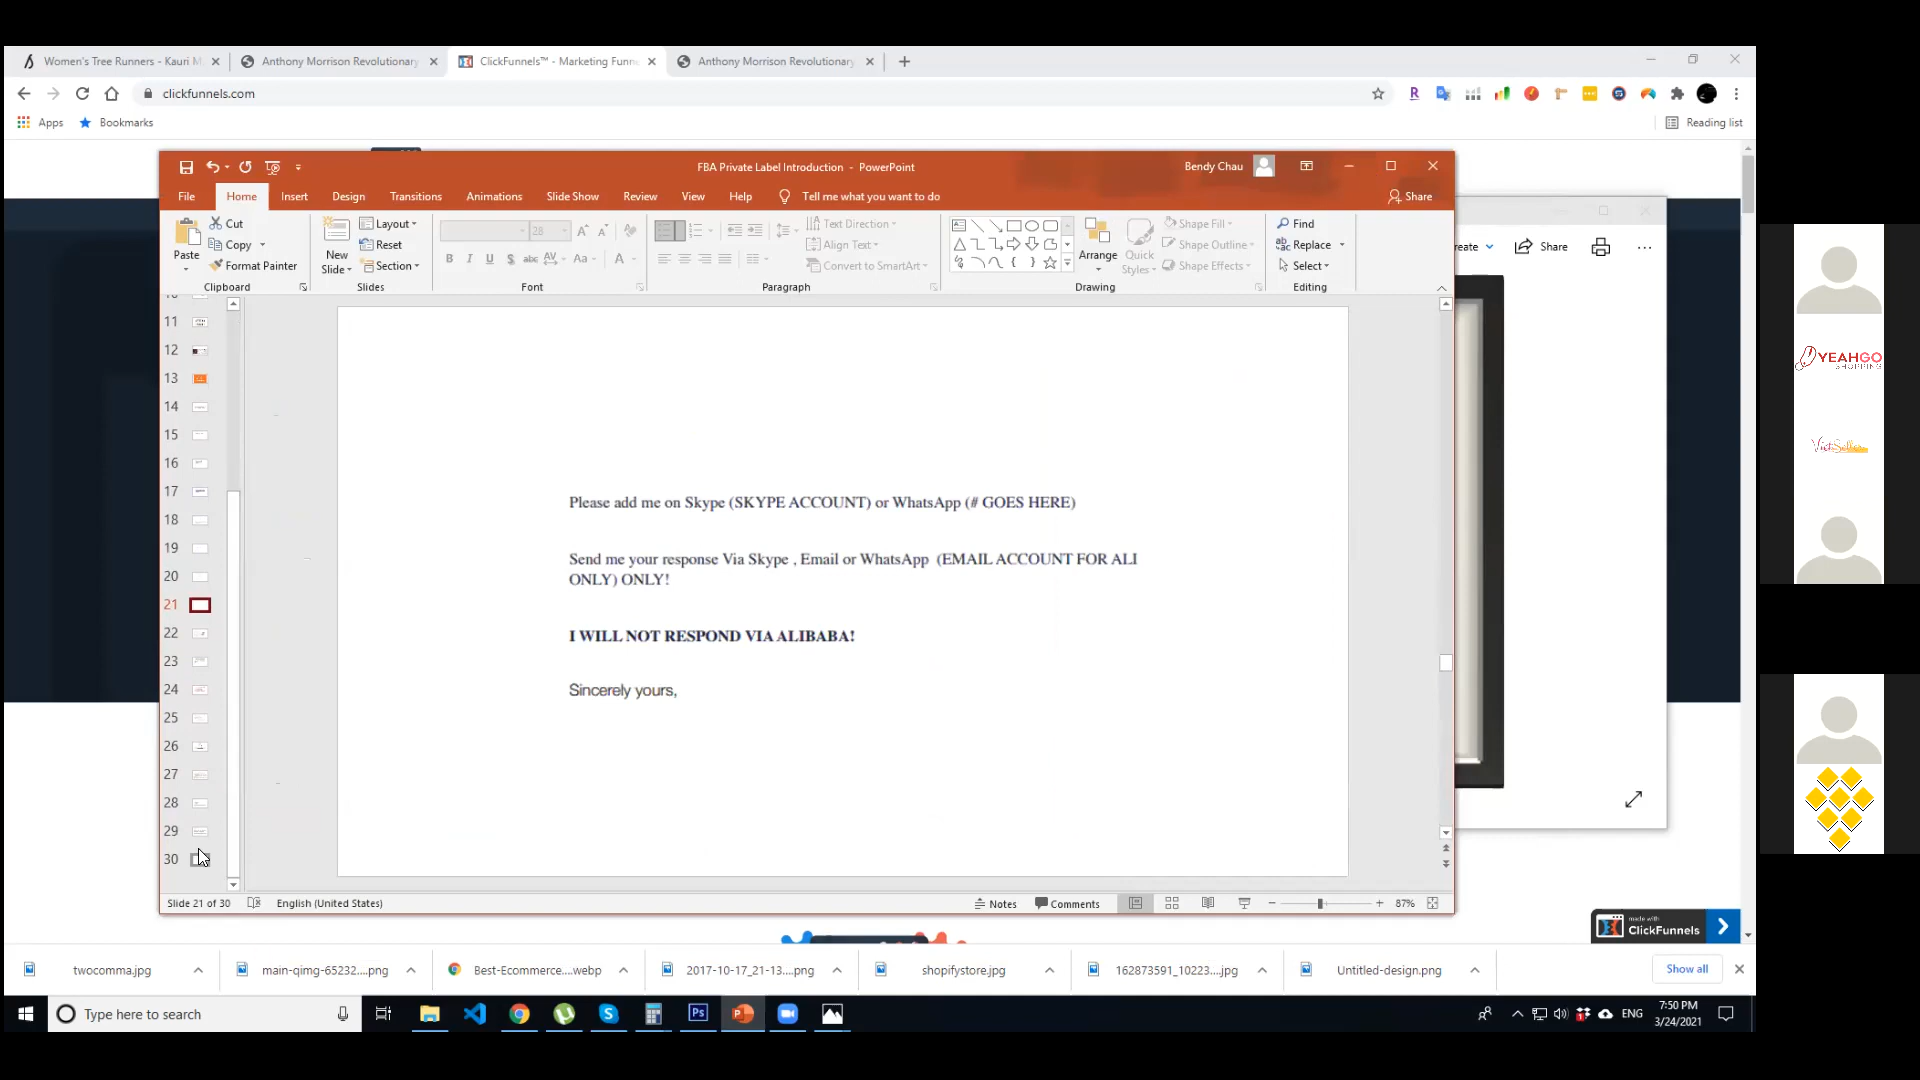 Women's Tree Runners - Kauri M
Anthony Morrison Revolutionary
ClickFunnels™ - Marketing Funn
Anthony Morrison Revolutionary
clickfunnels.com
Apps
Bookmarks
Reading list
FBA Private Label Introduction - PowerPoint
Bendy Chau
File
Home
Insert
Design
Transitions
Animations
Slide Show
Review
View
Help
Tell me what you want to do
Share
Paste
Cut
Copy
Format Painter
Clipboard
New
Slide
Layout
Reset
Section
Slides
28
Font
Text Direction
Align Text
Convert to SmartArt
Paragraph
Arrange
Quick
Styles
Shape Fill
Shape Outline
Shape Effects
Drawing
Find
Replace
Select
Editing
reate
Share
11
12
13
14
15
16
17
18
19
20
21
22
23
24
25
26
27
28
29
30
Please add me on Skype (SKYPE ACCOUNT) or WhatsApp (# GOES HERE)
Send me your response Via Skype , Email or WhatsApp (EMAIL ACCOUNT FOR ALI
ONLY) ONLY!
I WILL NOT RESPOND VIA ALIBABA!
Sincerely yours,
Slide 21 of 30
English (United States)
Notes
Comments
87%
YEAHGO
SHOPPING
made with
ClickFunnels
twocomma.jpg
main-qimg-65232....png
Best-Ecommerce....webp
2017-10-17_21-13....png
shopifystore.jpg
162873591_10223....jpg
Untitled-design.png
Show all
Type here to search
ENG
7:50 PM
3/24/2021